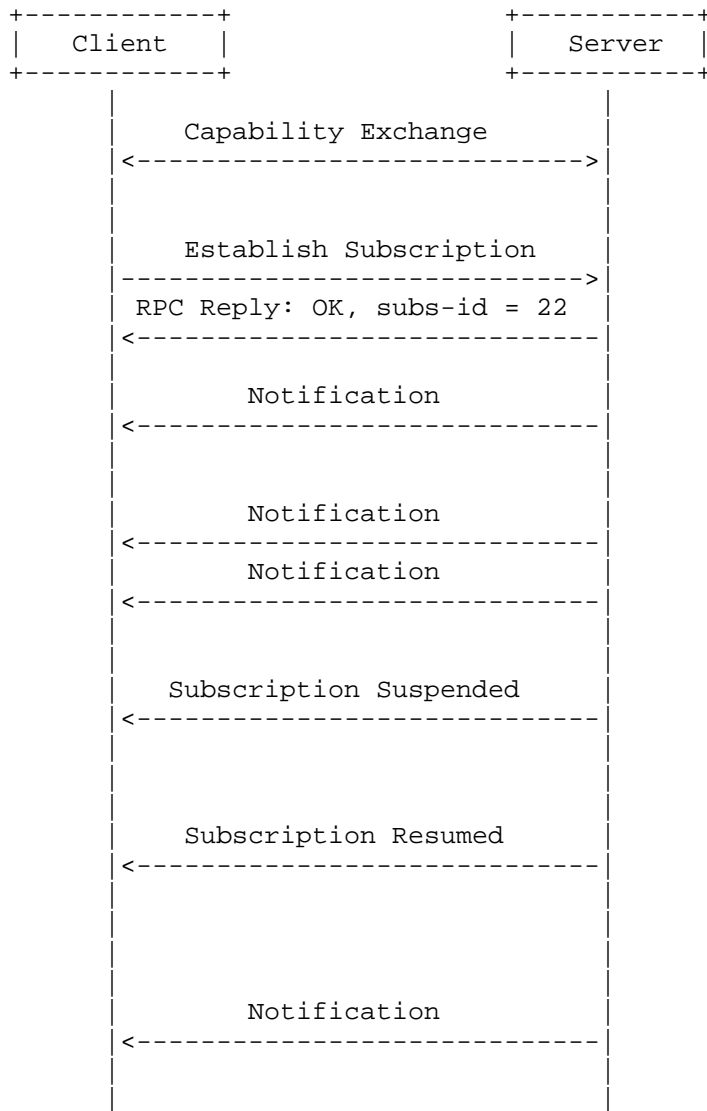 Client Server
Capability Exchange
Establish Subscription
RPC Reply: OK, subs-id = 22
Notification
Notification
Notification
Subscription Suspended
Subscription Resumed
Notification